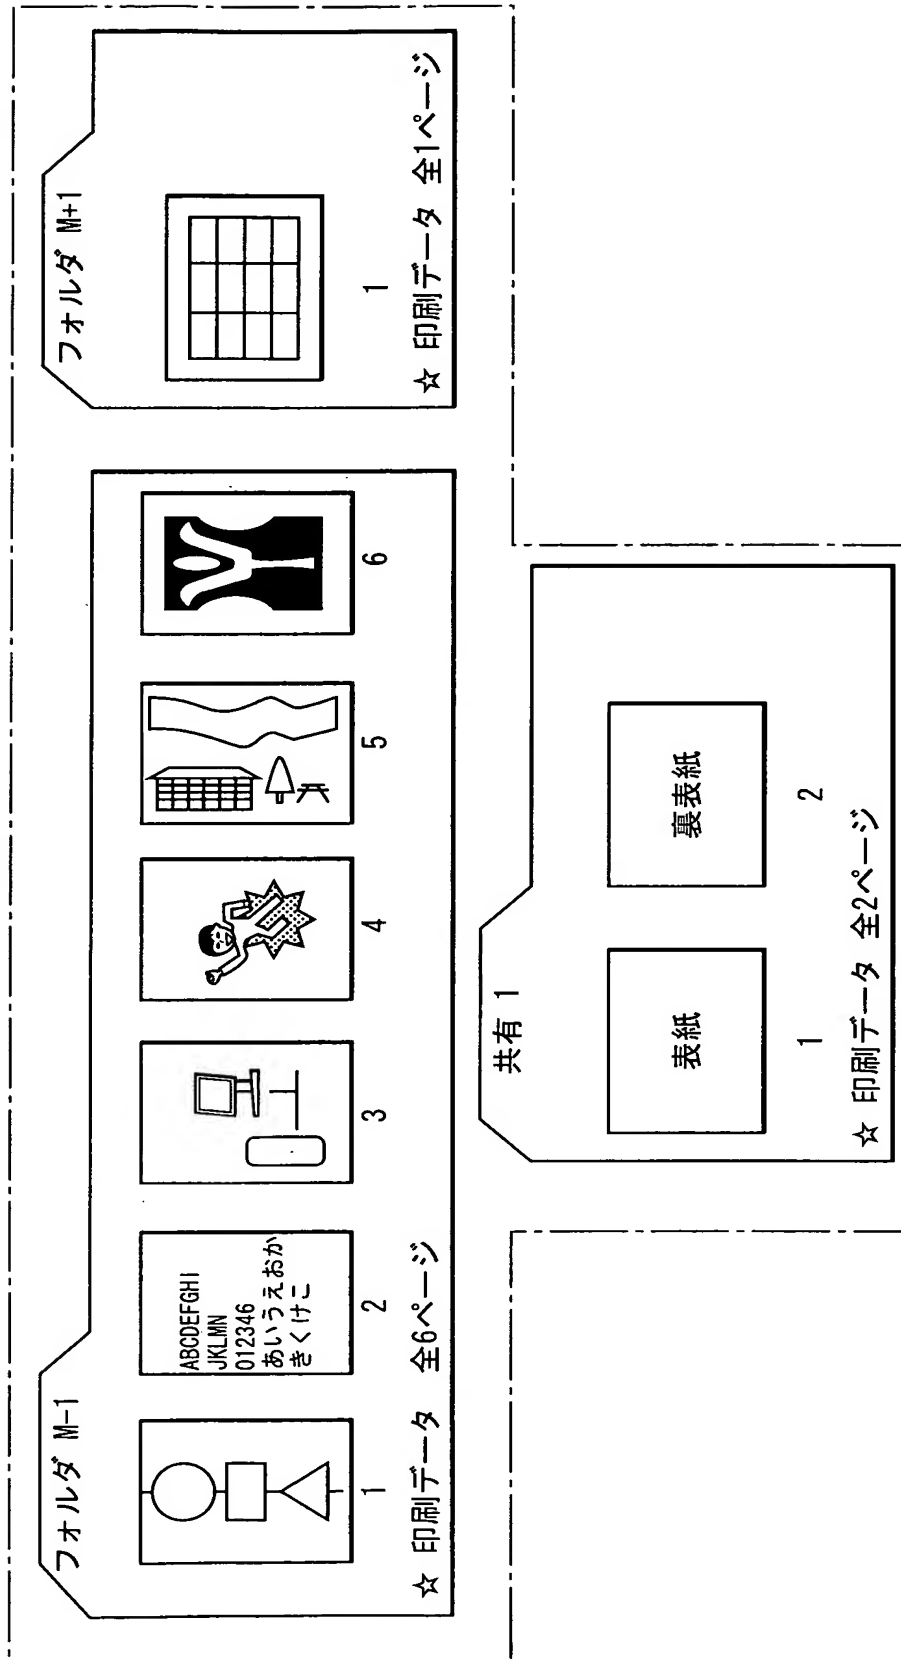 フォルダ M-1
ABCDEFGHI
JKLMN
012346
あいうえおか
きくけこ
1
2
3
4
5
6
☆ 印刷データ 全6ページ
フォルダ M+1
1
☆ 印刷データ 全1ページ
共有 1
表紙
裏表紙
1
2
☆ 印刷データ 全2ページ